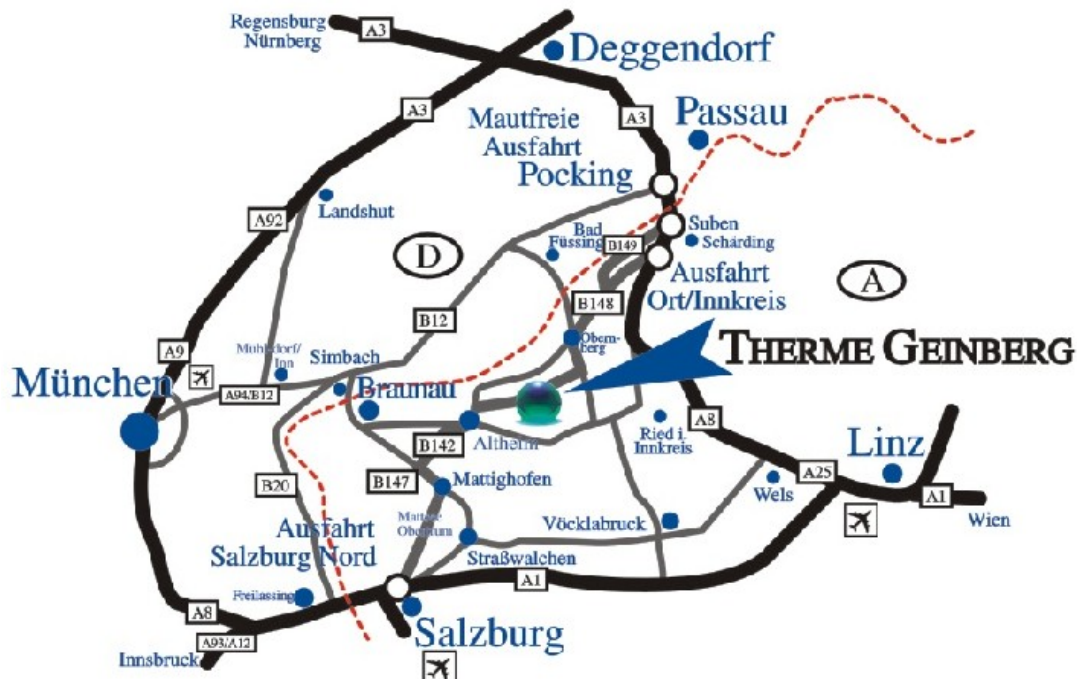 Regensburg
Nürnberg
A3
Deggendorf
A3
A3
Mautfreie
Ausfahrt
Pocking
Passau
Landshut
A92
Suben
Schärding
Bad
Füssing
B149
D
A
Ausfahrt
Ort/Innkreis
B148
B12
Obern-
berg
THERME GEINBERG
A9
Mühldorf/
Inn
Simbach
München
A94/B12
Braunau
Altheim
B142
A8
Ried i.
Innkreis
Linz
A25
Wels
A1
Wien
B20
B147
Mattighofen
Vöcklabruck
Ausfahrt
Salzburg Nord
Straßwalchen
A1
Freilassing
A8
A93/A12
Innsbruck
Salzburg